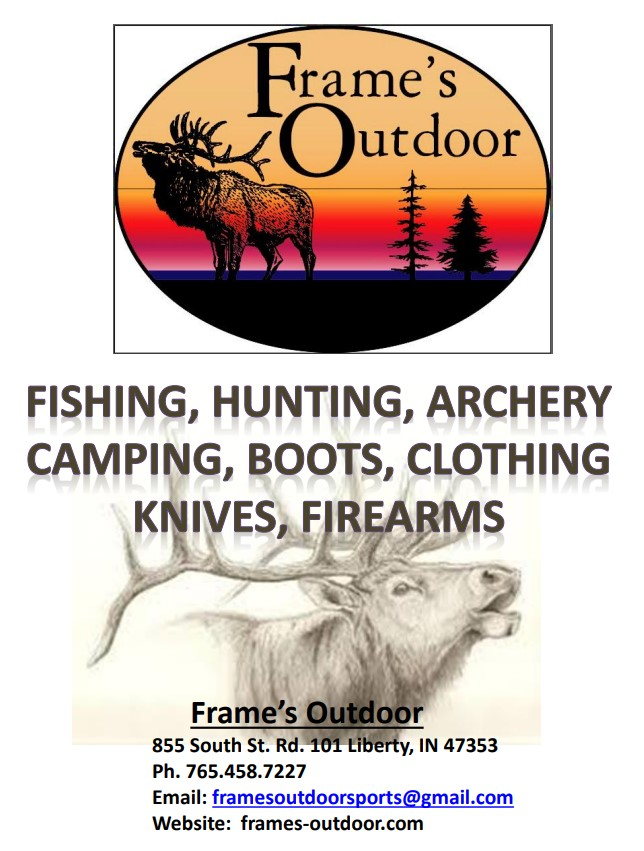 Frame's
Outdoor
FISHING, HUNTING, ARCHERY
CAMPING, BOOTS, CLOTHING
KNIVES, FIREARMS
Frame's Outdoor
855 South St. Rd. 101 Liberty, IN 47353
Ph. 765.458.7227
Email: framesoutdoorsports@gmail.com
Website: frames-outdoor.com